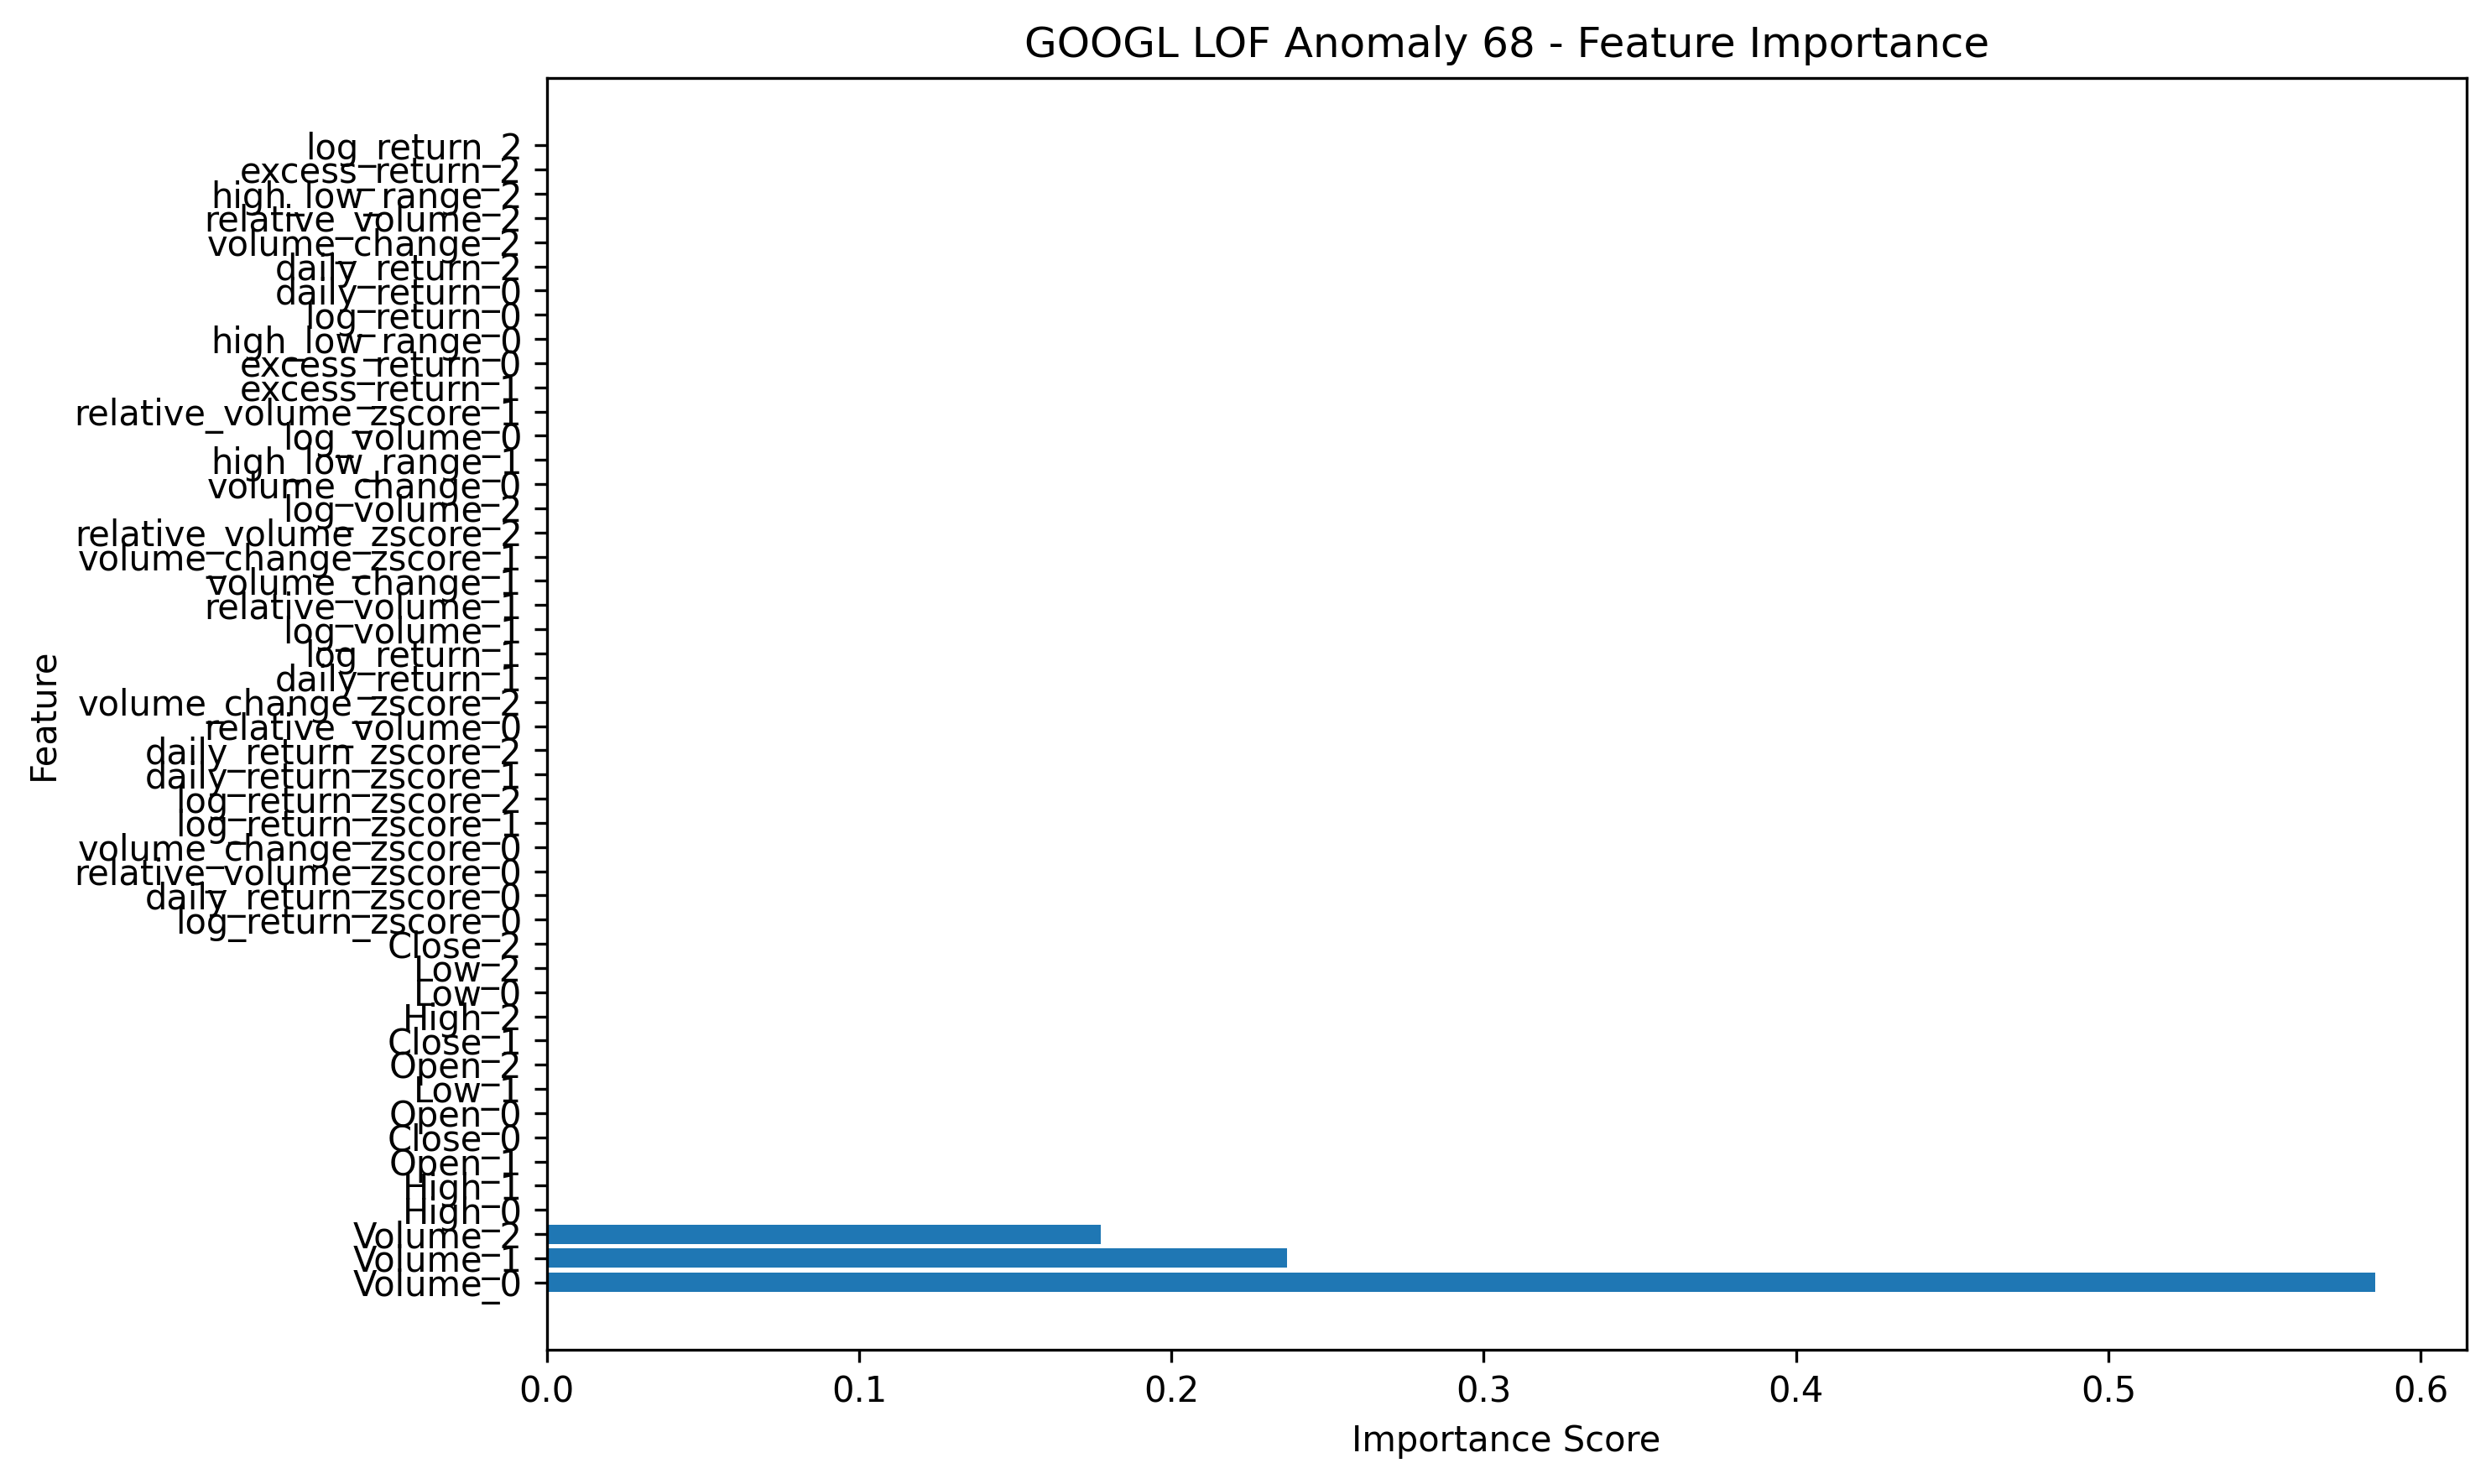 GOOGL LOF Anomaly 68 - Feature Importance
log_return_2
excess_return_2
high_low_range_2
relative_volume_2
volume_change_2
daily_return_2
daily_return_0
log_return_0
high_low_range_0
excess_return_0
excess_return_1
relative_volume_zscore_1
log_volume_0
high_low_range_1
volume_change_0
log_volume_2
relative_volume_zscore_2
volume_change_zscore_1
volume_change_1
relative_volume_1
log_volume_1
log_return_1
daily_return_1
volume_change_zscore_2
relative_volume_0
daily_return_zscore_2
daily_return_zscore_1
log_return_zscore_2
log_return_zscore_1
volume_change_zscore_0
relative_volume_zscore_0
daily_return_zscore_0
log_return_zscore_0
Close_2
Low_2
Low_0
High_2
Close_1
Open_2
Low_1
Open_0
Close_0
Open_1
High_1
High_0
Volume_2
Volume_1
Volume_0
Feature
0.0 0.1 0.2 0.3 0.4 0.5 0.6
Importance Score